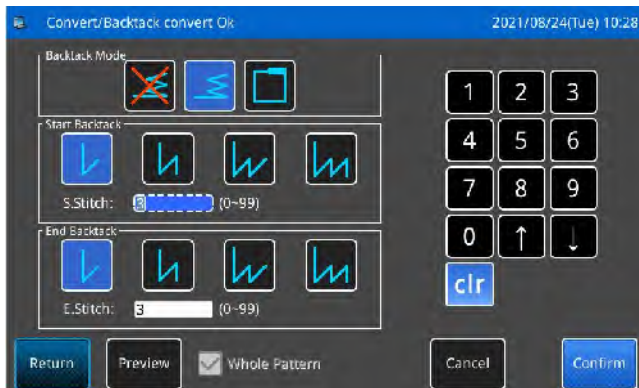 Convert/Backtack convert Ok 2021/08/24(Tue) 10:28
Backtack Mode
Start Backtack
S.Stitch: 3 (0~99)
End Backtack
E.Stitch: 3 (0~99)
1 2 3
4 5 6
7 8 9
0 ↑ ↓
clr
Return Preview Whole Pattern Cancel Confirm